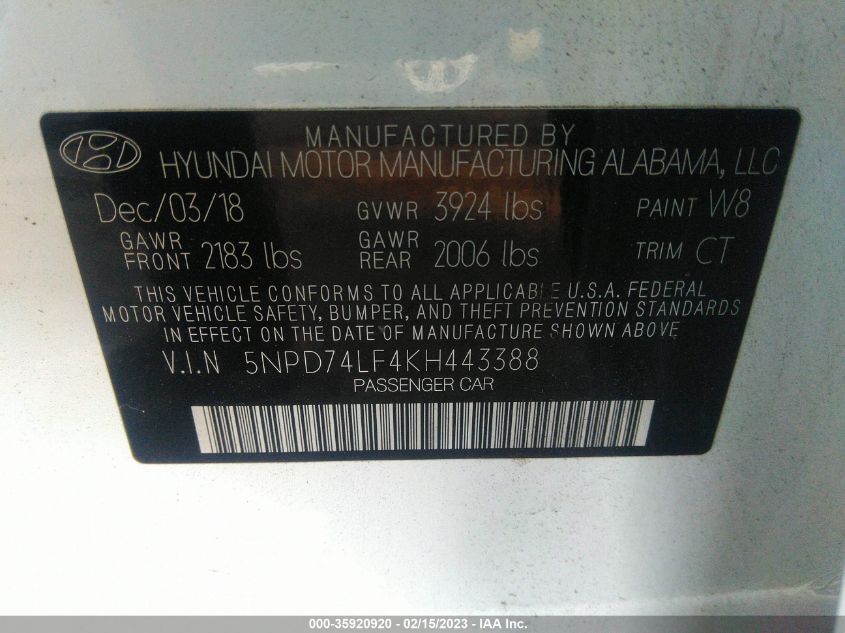 MANUFACTURED BY
HYUNDAI MOTOR MANUFACTURING ALABAMA, LLC
Dec/03/18 GVWR 3924 lbs PAINT W8
GAWR FRONT 2183 lbs GAWR REAR 2006 lbs TRIM CT
THIS VEHICLE CONFORMS TO ALL APPLICABLE U.S.A. FEDERAL
MOTOR VEHICLE SAFETY, BUMPER, AND THEFT PREVENTION STANDARDS
IN EFFECT ON THE DATE OF MANUFACTURE SHOWN ABOVE
V.I.N 5NPD74LF4KH443388
PASSENGER CAR
000-35920920 - 02/15/2023 - © IAA Inc.